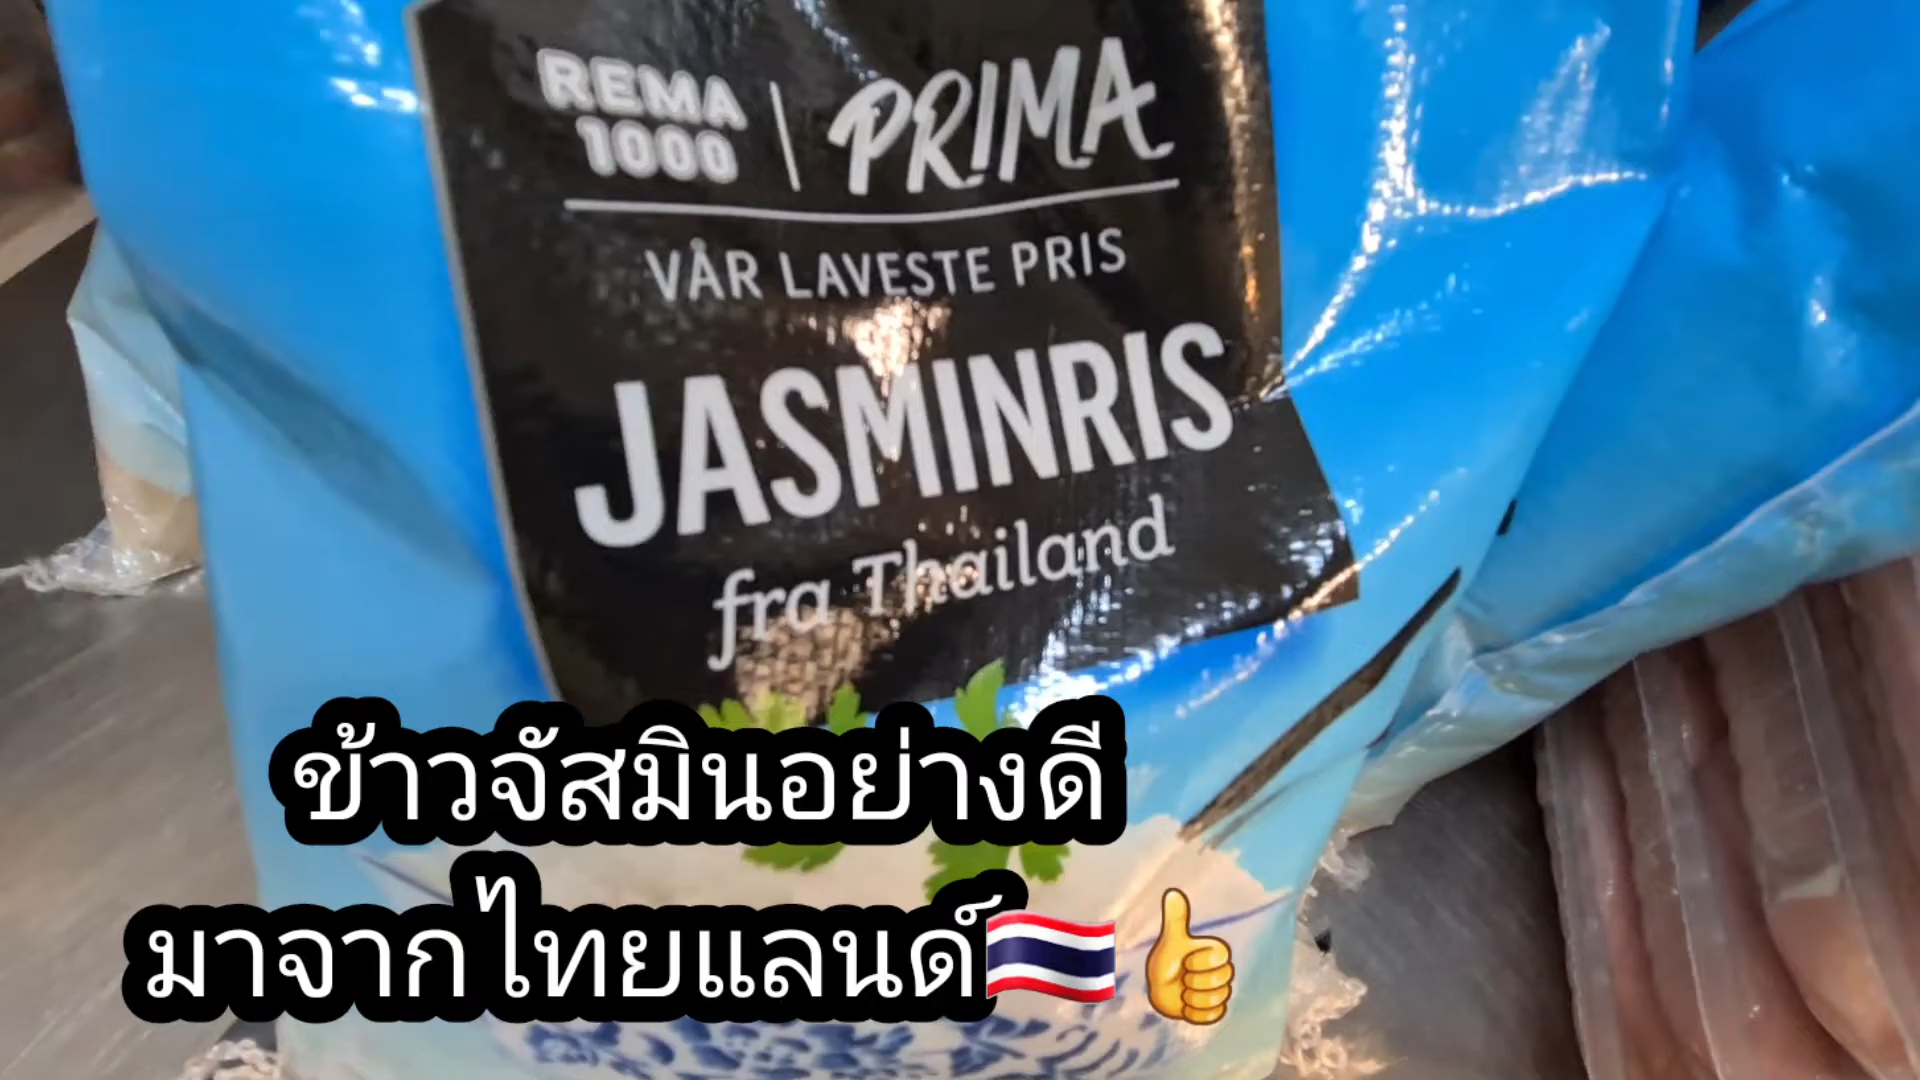 REMA 1000 | PRIMA
VÅR LAVESTE PRIS
JASMINRIS
fra Thailand
ข้าวจัสมินอย่างดี
มาจากไทยแลนด์🇹🇭👍